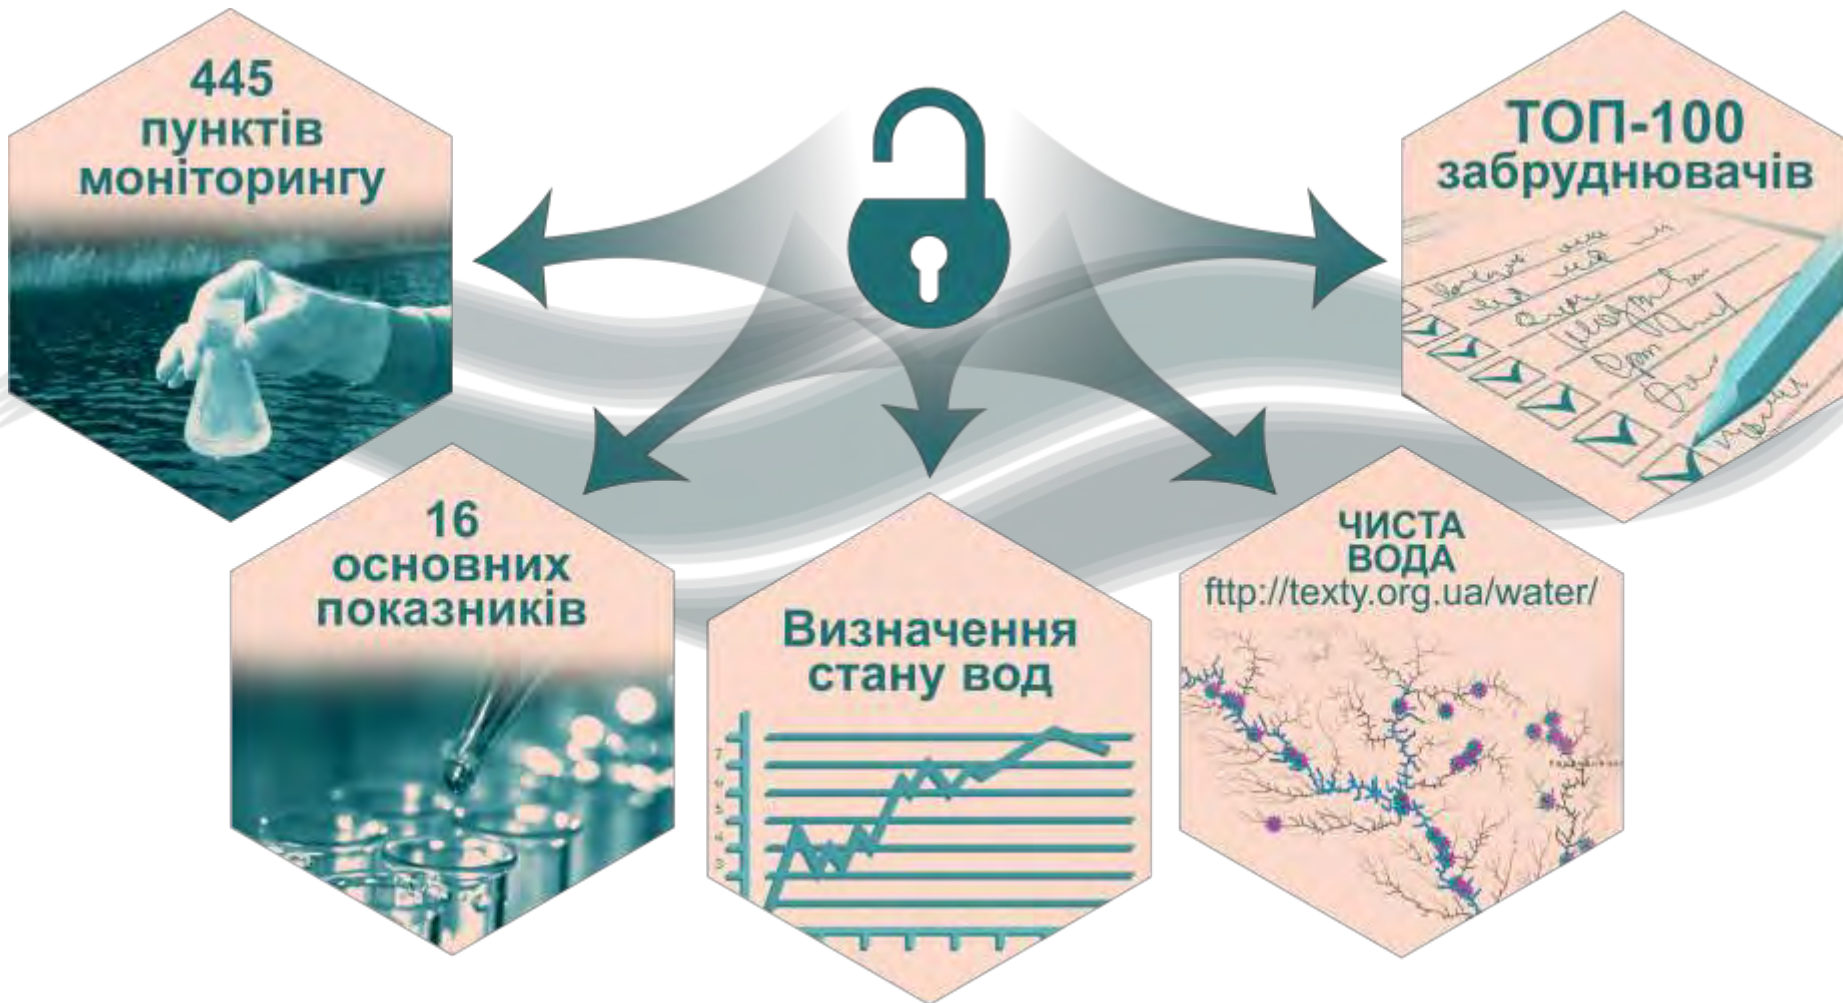 445
пунктів
моніторингу
16
основних
показників
Визначення
стану вод
ЧИСТА
ВОДА
fttp://texty.org.ua/water/
ТОП-100
забруднювачів